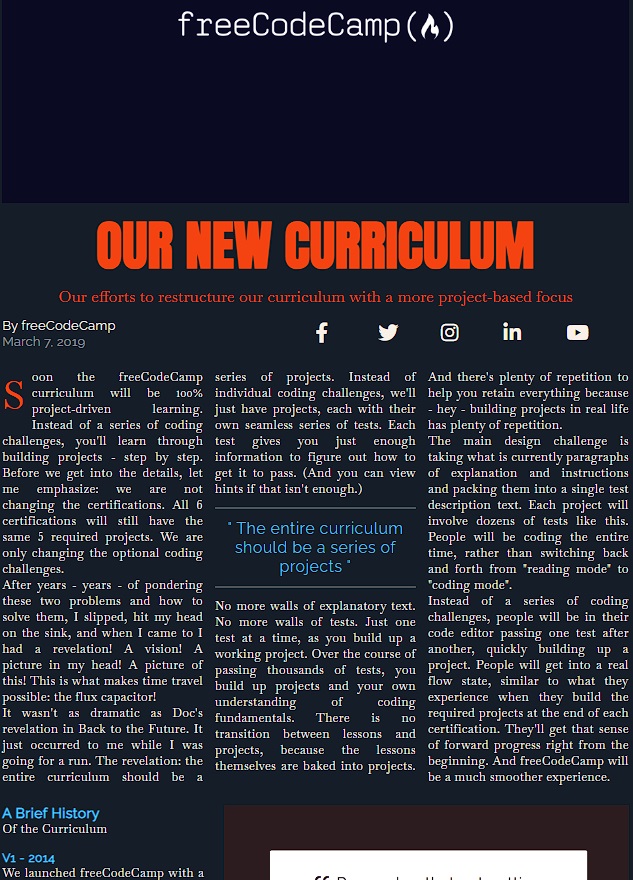 freeCodeCamp(🔥)
OUR NEW CURRICULUM
Our efforts to restructure our curriculum with a more project-based focus
By freeCodeCamp
March 7, 2019
Soon the freeCodeCamp
curriculum will be 100%
project-driven learning.
Instead of a series of coding
challenges, you'll learn through
building projects - step by step.
Before we get into the details, let
me emphasize: we are not
changing the certifications. All 6
certifications will still have the
same 5 required projects. We are
only changing the optional coding
challenges.
After years - years - of pondering
these two problems and how to
solve them, I slipped, hit my head
on the sink, and when I came to I
had a revelation! A vision! A
picture in my head! A picture of
this! This is what makes time travel
possible: the flux capacitor!
It wasn't as dramatic as Doc's
revelation in Back to the Future. It
just occurred to me while I was
going for a run. The revelation: the
entire curriculum should be a
series of projects. Instead of
individual coding challenges, we'll
just have projects, each with their
own seamless series of tests. Each
test gives you just enough
information to figure out how to
get it to pass. (And you can view
hints if that isn't enough.)
" The entire curriculum
should be a series of
projects "
No more walls of explanatory text.
No more walls of tests. Just one
test at a time, as you build up a
working project. Over the course of
passing thousands of tests, you
build up projects and your own
understanding of coding
fundamentals. There is no
transition between lessons and
projects, because the lessons
themselves are baked into projects.
And there's plenty of repetition to
help you retain everything because
- hey - building projects in real life
has plenty of repetition.
The main design challenge is
taking what is currently paragraphs
of explanation and instructions
and packing them into a single test
description text. Each project will
involve dozens of tests like this.
People will be coding the entire
time, rather than switching back
and forth from "reading mode" to
"coding mode".
Instead of a series of coding
challenges, people will be in their
code editor passing one test after
another, quickly building up a
project. People will get into a real
flow state, similar to what they
experience when they build the
required projects at the end of each
certification. They'll get that sense
of forward progress right from the
beginning. And freeCodeCamp will
be a much smoother experience.
A Brief History
Of the Curriculum
V1 - 2014
We launched freeCodeCamp with a